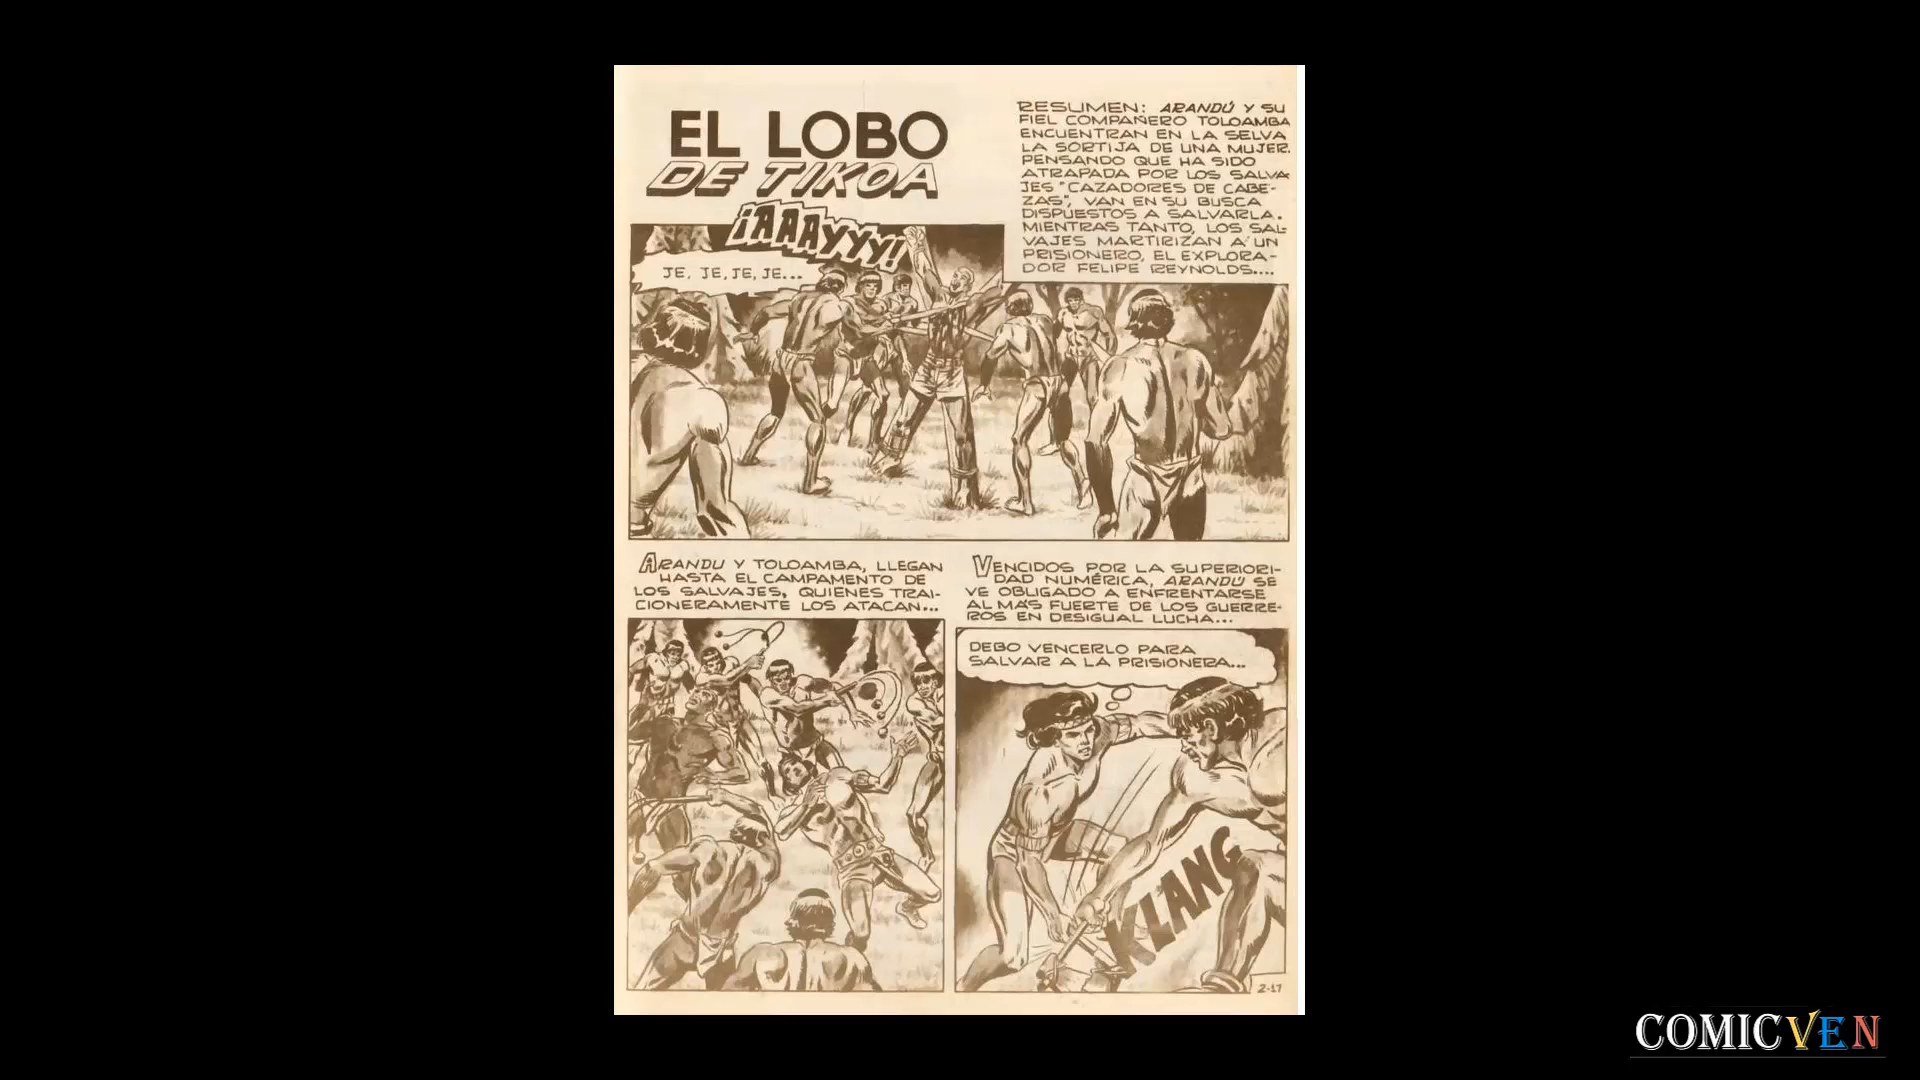 EL LOBO
DE TIKOA
RESUMEN: ARANDÚ Y SU
FIEL COMPAÑERO TOLOAMBA
ENCUENTRAN EN LA SELVA
LA SORTIJA DE UNA MUJER.
PENSANDO QUE HA SIDO
ATRAPADA POR LOS SALVA
JES "CAZADORES DE CABE-
ZAS", VAN EN SU BUSCA
DISPUESTOS A SALVARLA.
MIENTRAS TANTO, LOS SAL-
VAJES MARTIRIZAN A UN
PRISIONERO, EL EXPLORA-
DOR FELIPE REYNOLDS....
¡AAAYYY!
JE, JE, JE, JE...
ARANDU Y TOLOAMBA, LLEGAN
HASTA EL CAMPAMENTO DE
LOS SALVAJES, QUIENES TRAI-
CIONERAMENTE LOS ATACAN...
VENCIDOS POR LA SUPERIORI-
DAD NUMÉRICA, ARANDÚ SE
VE OBLIGADO A ENFRENTARSE
AL MÁS FUERTE DE LOS GUERRE-
ROS EN DESIGUAL LUCHA...
DEBO VENCERLO PARA
SALVAR A LA PRISIONERA...
KLANG
2-17
COMICVEN